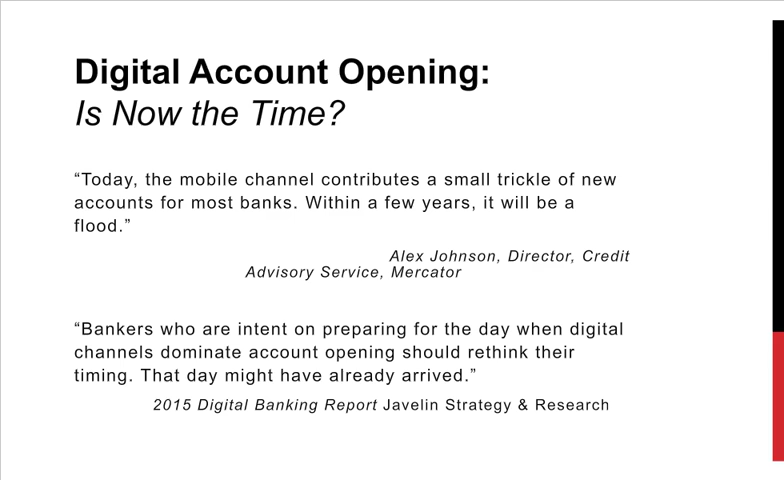 Digital Account Opening:
Is Now the Time?
“Today, the mobile channel contributes a small trickle of new
accounts for most banks. Within a few years, it will be a
flood.”
Alex Johnson, Director, Credit
Advisory Service, Mercator
“Bankers who are intent on preparing for the day when digital
channels dominate account opening should rethink their
timing. That day might have already arrived.”
2015 Digital Banking Report Javelin Strategy & Research